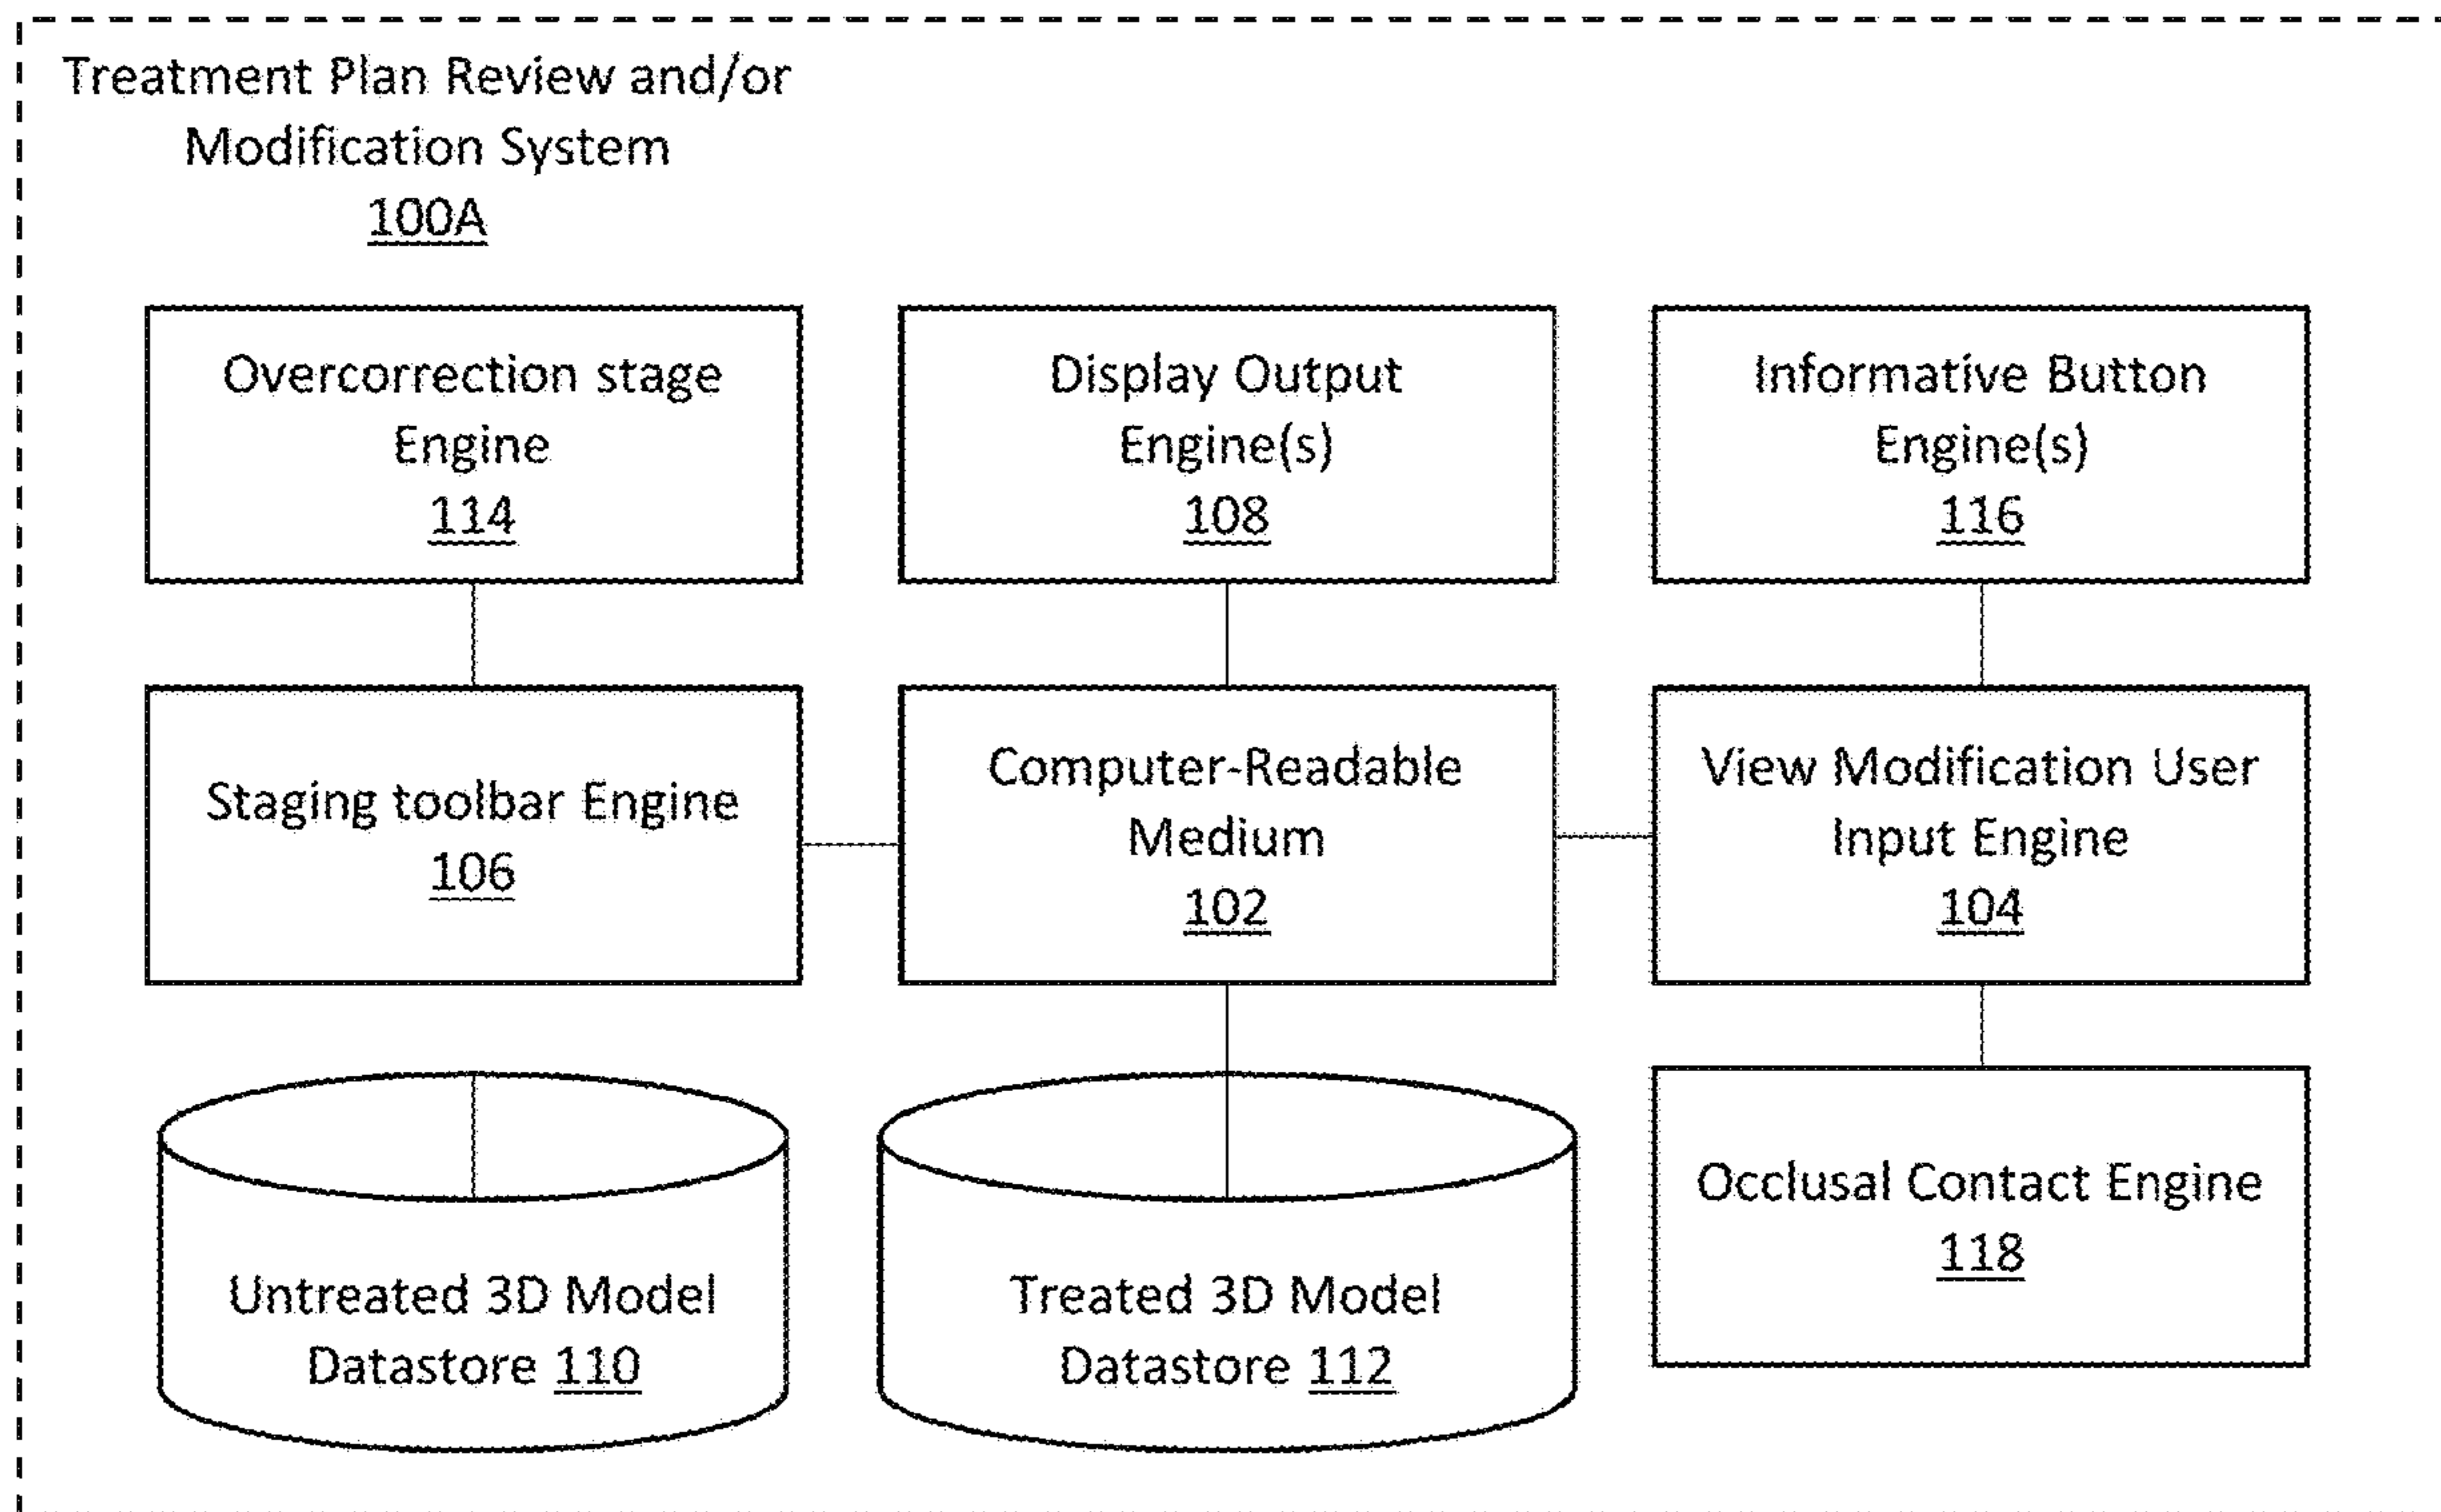 Treatment Plan Review and/or
Modification System
100A
Overcorrection stage
Engine
114
Display Output
Engine(s)
108
Informative Button
Engine(s)
116
Staging toolbar Engine
106
Computer-Readable
Medium
102
View Modification User
Input Engine
104
Untreated 3D Model
Datastore 110
Treated 3D Model
Datastore 112
Occlusal Contact Engine
118